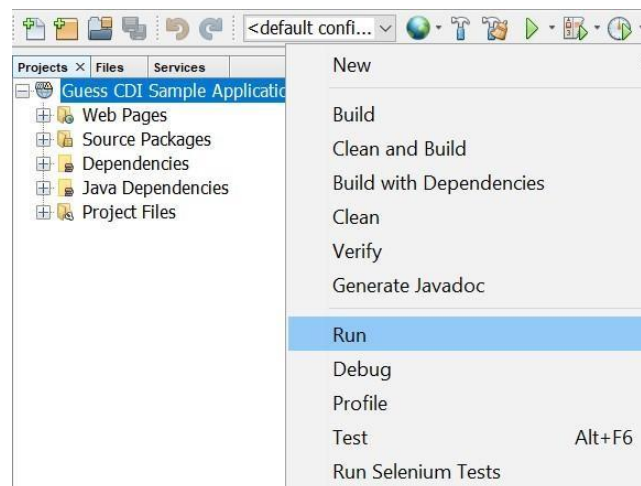 <default confi...
Projects × Files Services
Guess CDI Sample Applicatic
Web Pages
Source Packages
Dependencies
Java Dependencies
Project Files
New
Build
Clean and Build
Build with Dependencies
Clean
Verify
Generate Javadoc
Run
Debug
Profile
Test Alt+F6
Run Selenium Tests